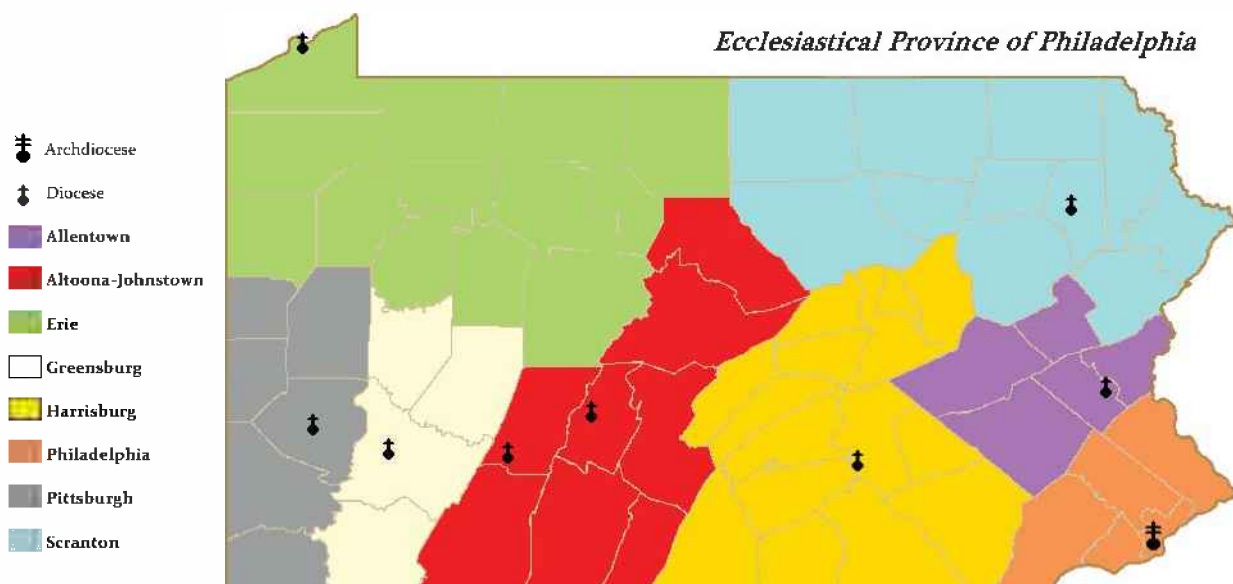 Ecclesiastical Province of Philadelphia
Archdiocese
Diocese
Allentown
Altoona-Johnstown
Erie
Greensburg
Harrisburg
Philadelphia
Pittsburgh
Scranton